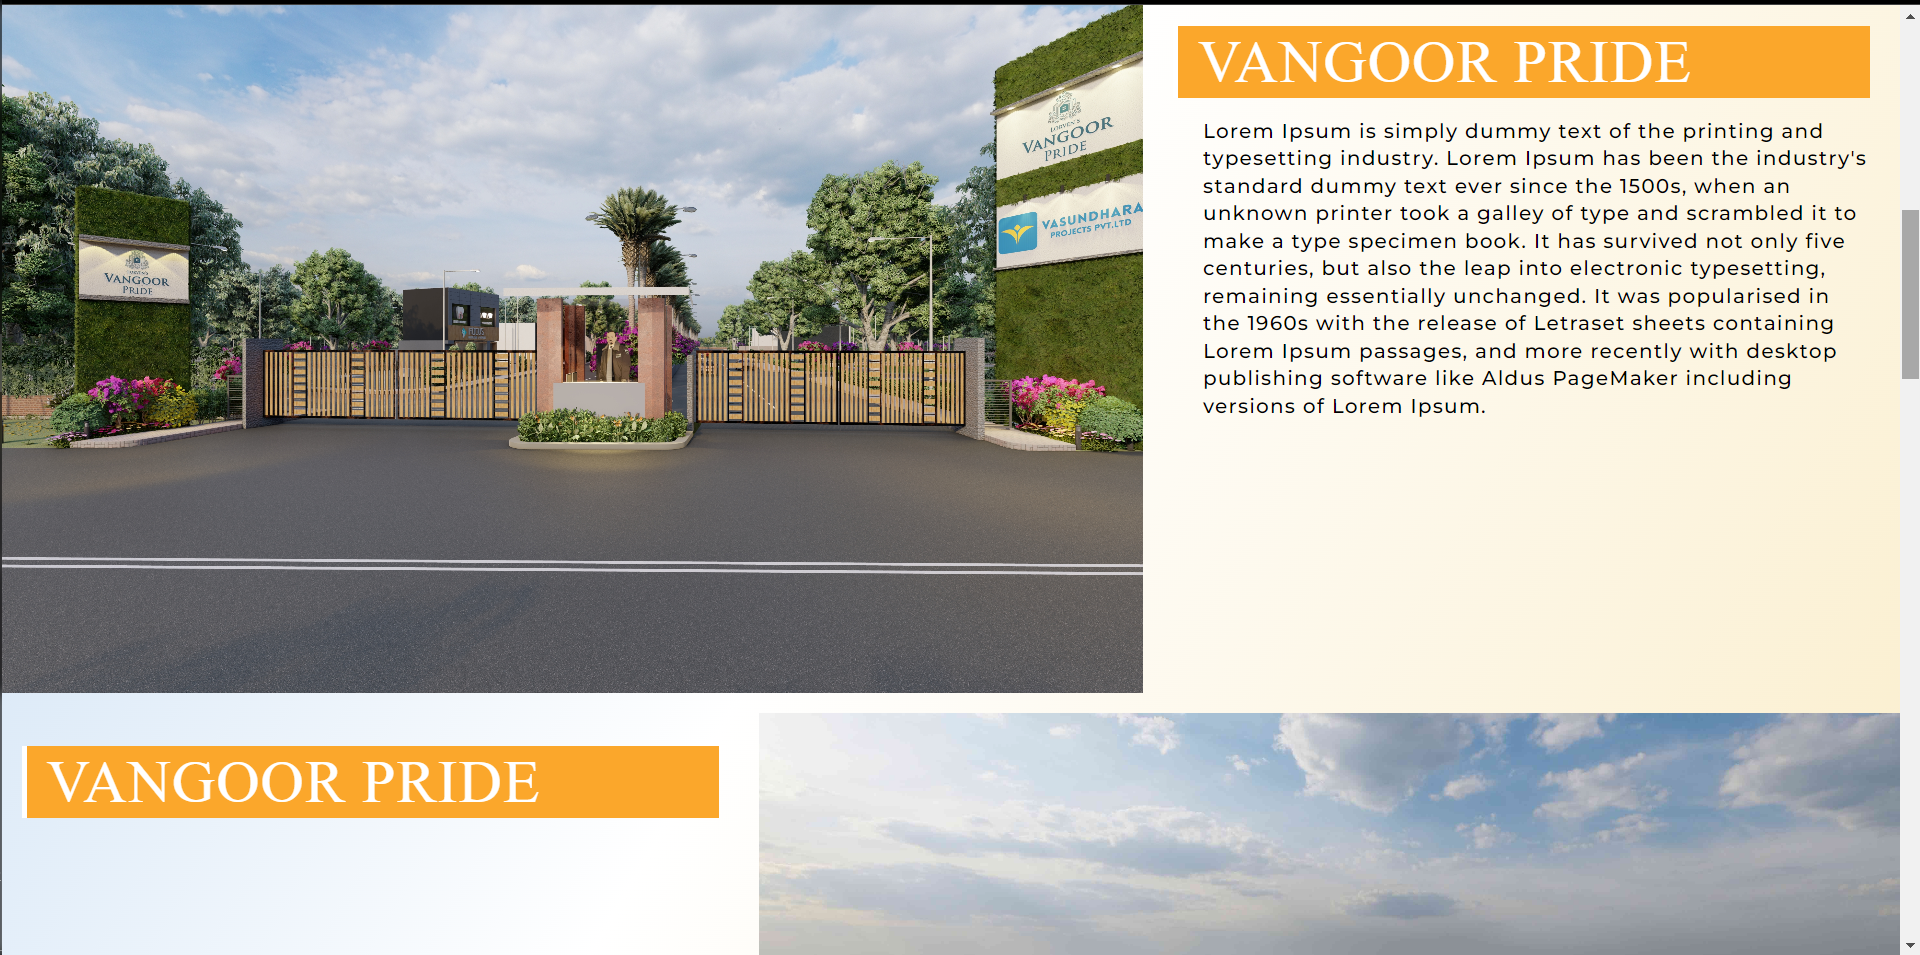 VANGOOR PRIDE
Lorem Ipsum is simply dummy text of the printing and
typesetting industry. Lorem Ipsum has been the industry's
standard dummy text ever since the 1500s, when an
unknown printer took a galley of type and scrambled it to
make a type specimen book. It has survived not only five
centuries, but also the leap into electronic typesetting,
remaining essentially unchanged. It was popularised in
the 1960s with the release of Letraset sheets containing
Lorem Ipsum passages, and more recently with desktop
publishing software like Aldus PageMaker including
versions of Lorem Ipsum.
VANGOOR
PRIDE
VASUNDHARA
PROJECTS PVT.LTD
VANGOOR
PRIDE
VANGOOR PRIDE